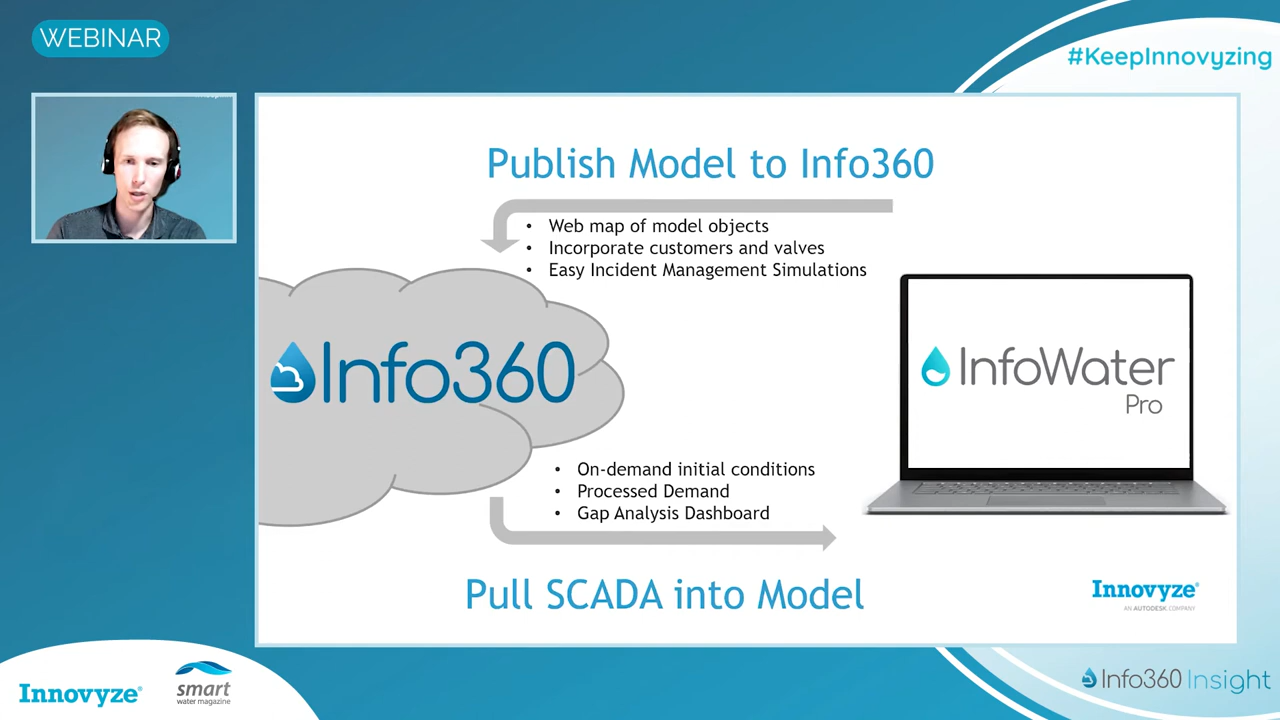 WEBINAR
#KeepInnovyzing
Publish Model to Info360
• Web map of model objects
• Incorporate customers and valves
• Easy Incident Management Simulations
Info360
InfoWater
Pro
• On-demand initial conditions
• Processed Demand
• Gap Analysis Dashboard
Pull SCADA into Model
Innovyze®
AN AUTODESK COMPANY
Innovyze®
smart
water magazine
Info360 Insight